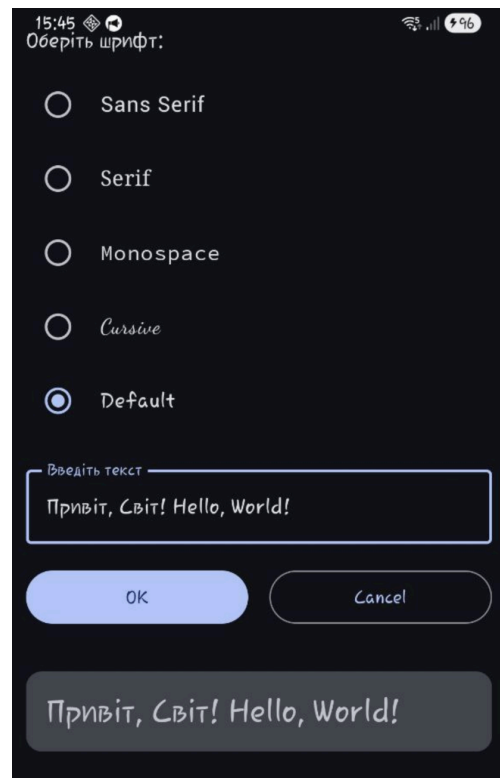 15:45 96
Оберіть шрифт:
Sans Serif
Serif
Monospace
Cursive
Default
Введіть текст
Привіт, Світ! Hello, World!
OK Cancel
Привіт, Світ! Hello, World!